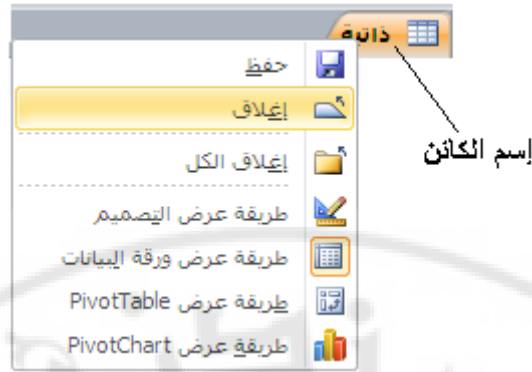 ذاتية
حفظ
إغلاق
إسم الكائن
إغلاق الكل
طريقة عرض التصميم
طريقة عرض ورقة البيانات
طريقة عرض PivotTable
طريقة عرض PivotChart